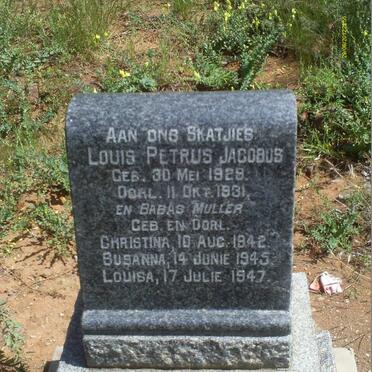 AAN ONS SKATJIES
LOUIS PETRUS JACOBUS
GEB. 30 MEI 1929.
OORL. 11 OKT. 1931.
EN BABAS MULLER
GEB EN OORL.
CHRISTINA, 10 AUG. 1942.
SUSANNA, 14 JUNIE 1945.
LOUISA, 17 JULIE 1947.